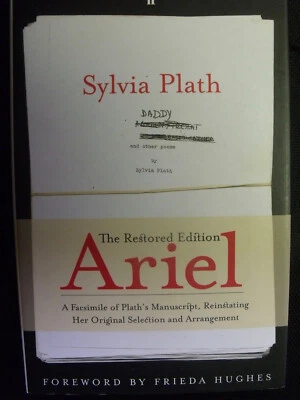 Sylvia Plath
DADDY
and other poems
by
Sylvia Plath
The Restored Edition
Ariel
A Facsimile of Plath's Manuscript, Reinstating
Her Original Selection and Arrangement
FOREWORD BY FRIEDA HUGHES